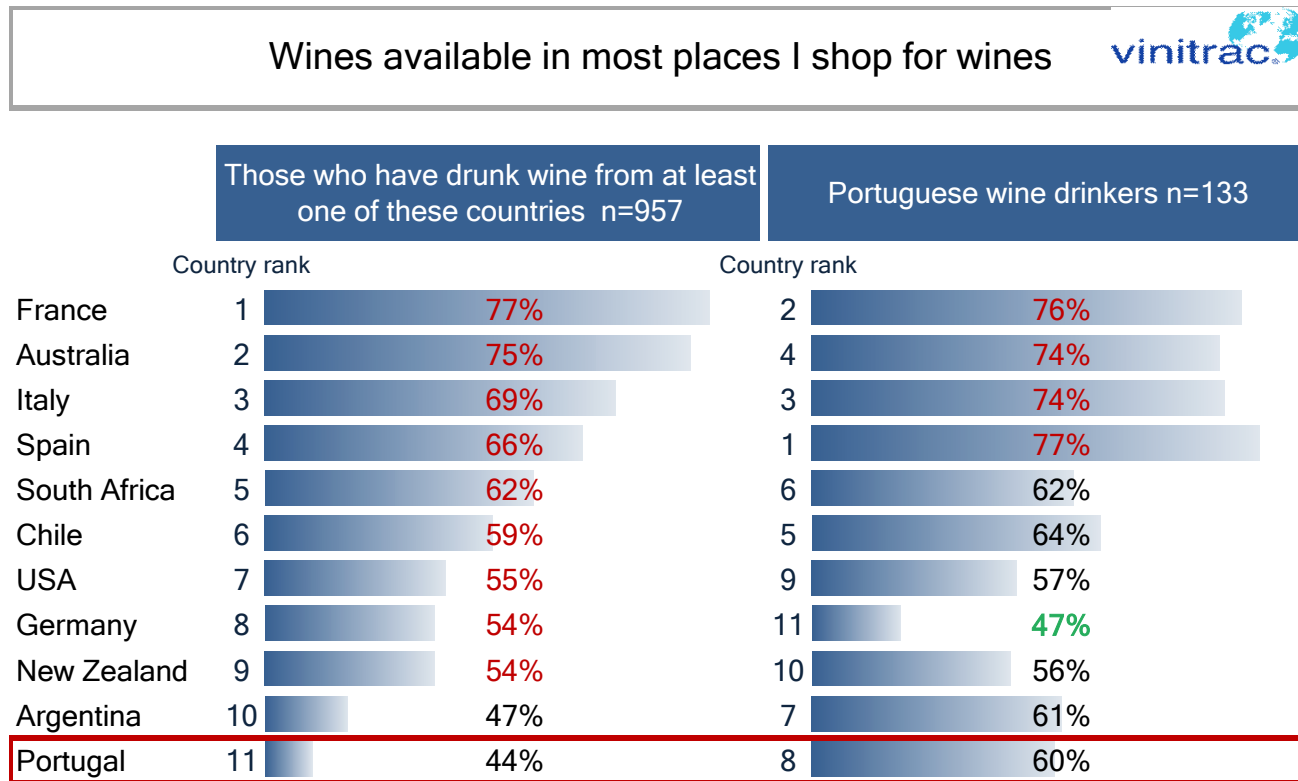 Wines available in most places I shop for wines
vinitrac®
Those who have drunk wine from at least
one of these countries n=957
Portuguese wine drinkers n=133
Country rank Country rank
France 1 77% 2 76%
Australia 2 75% 4 74%
Italy 3 69% 3 74%
Spain 4 66% 1 77%
South Africa 5 62% 6 62%
Chile 6 59% 5 64%
USA 7 55% 9 57%
Germany 8 54% 11 47%
New Zealand 9 54% 10 56%
Argentina 10 47% 7 61%
Portugal 11 44% 8 60%